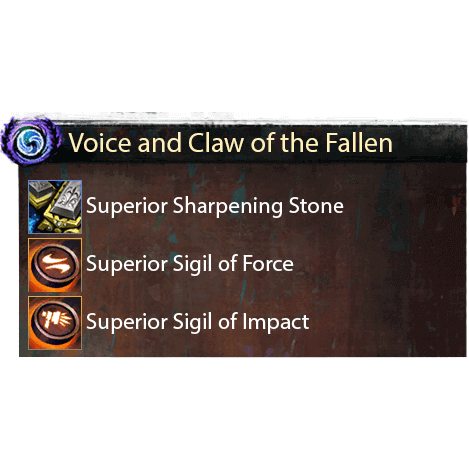 Voice and Claw of the Fallen
Superior Sharpening Stone
Superior Sigil of Force
Superior Sigil of Impact